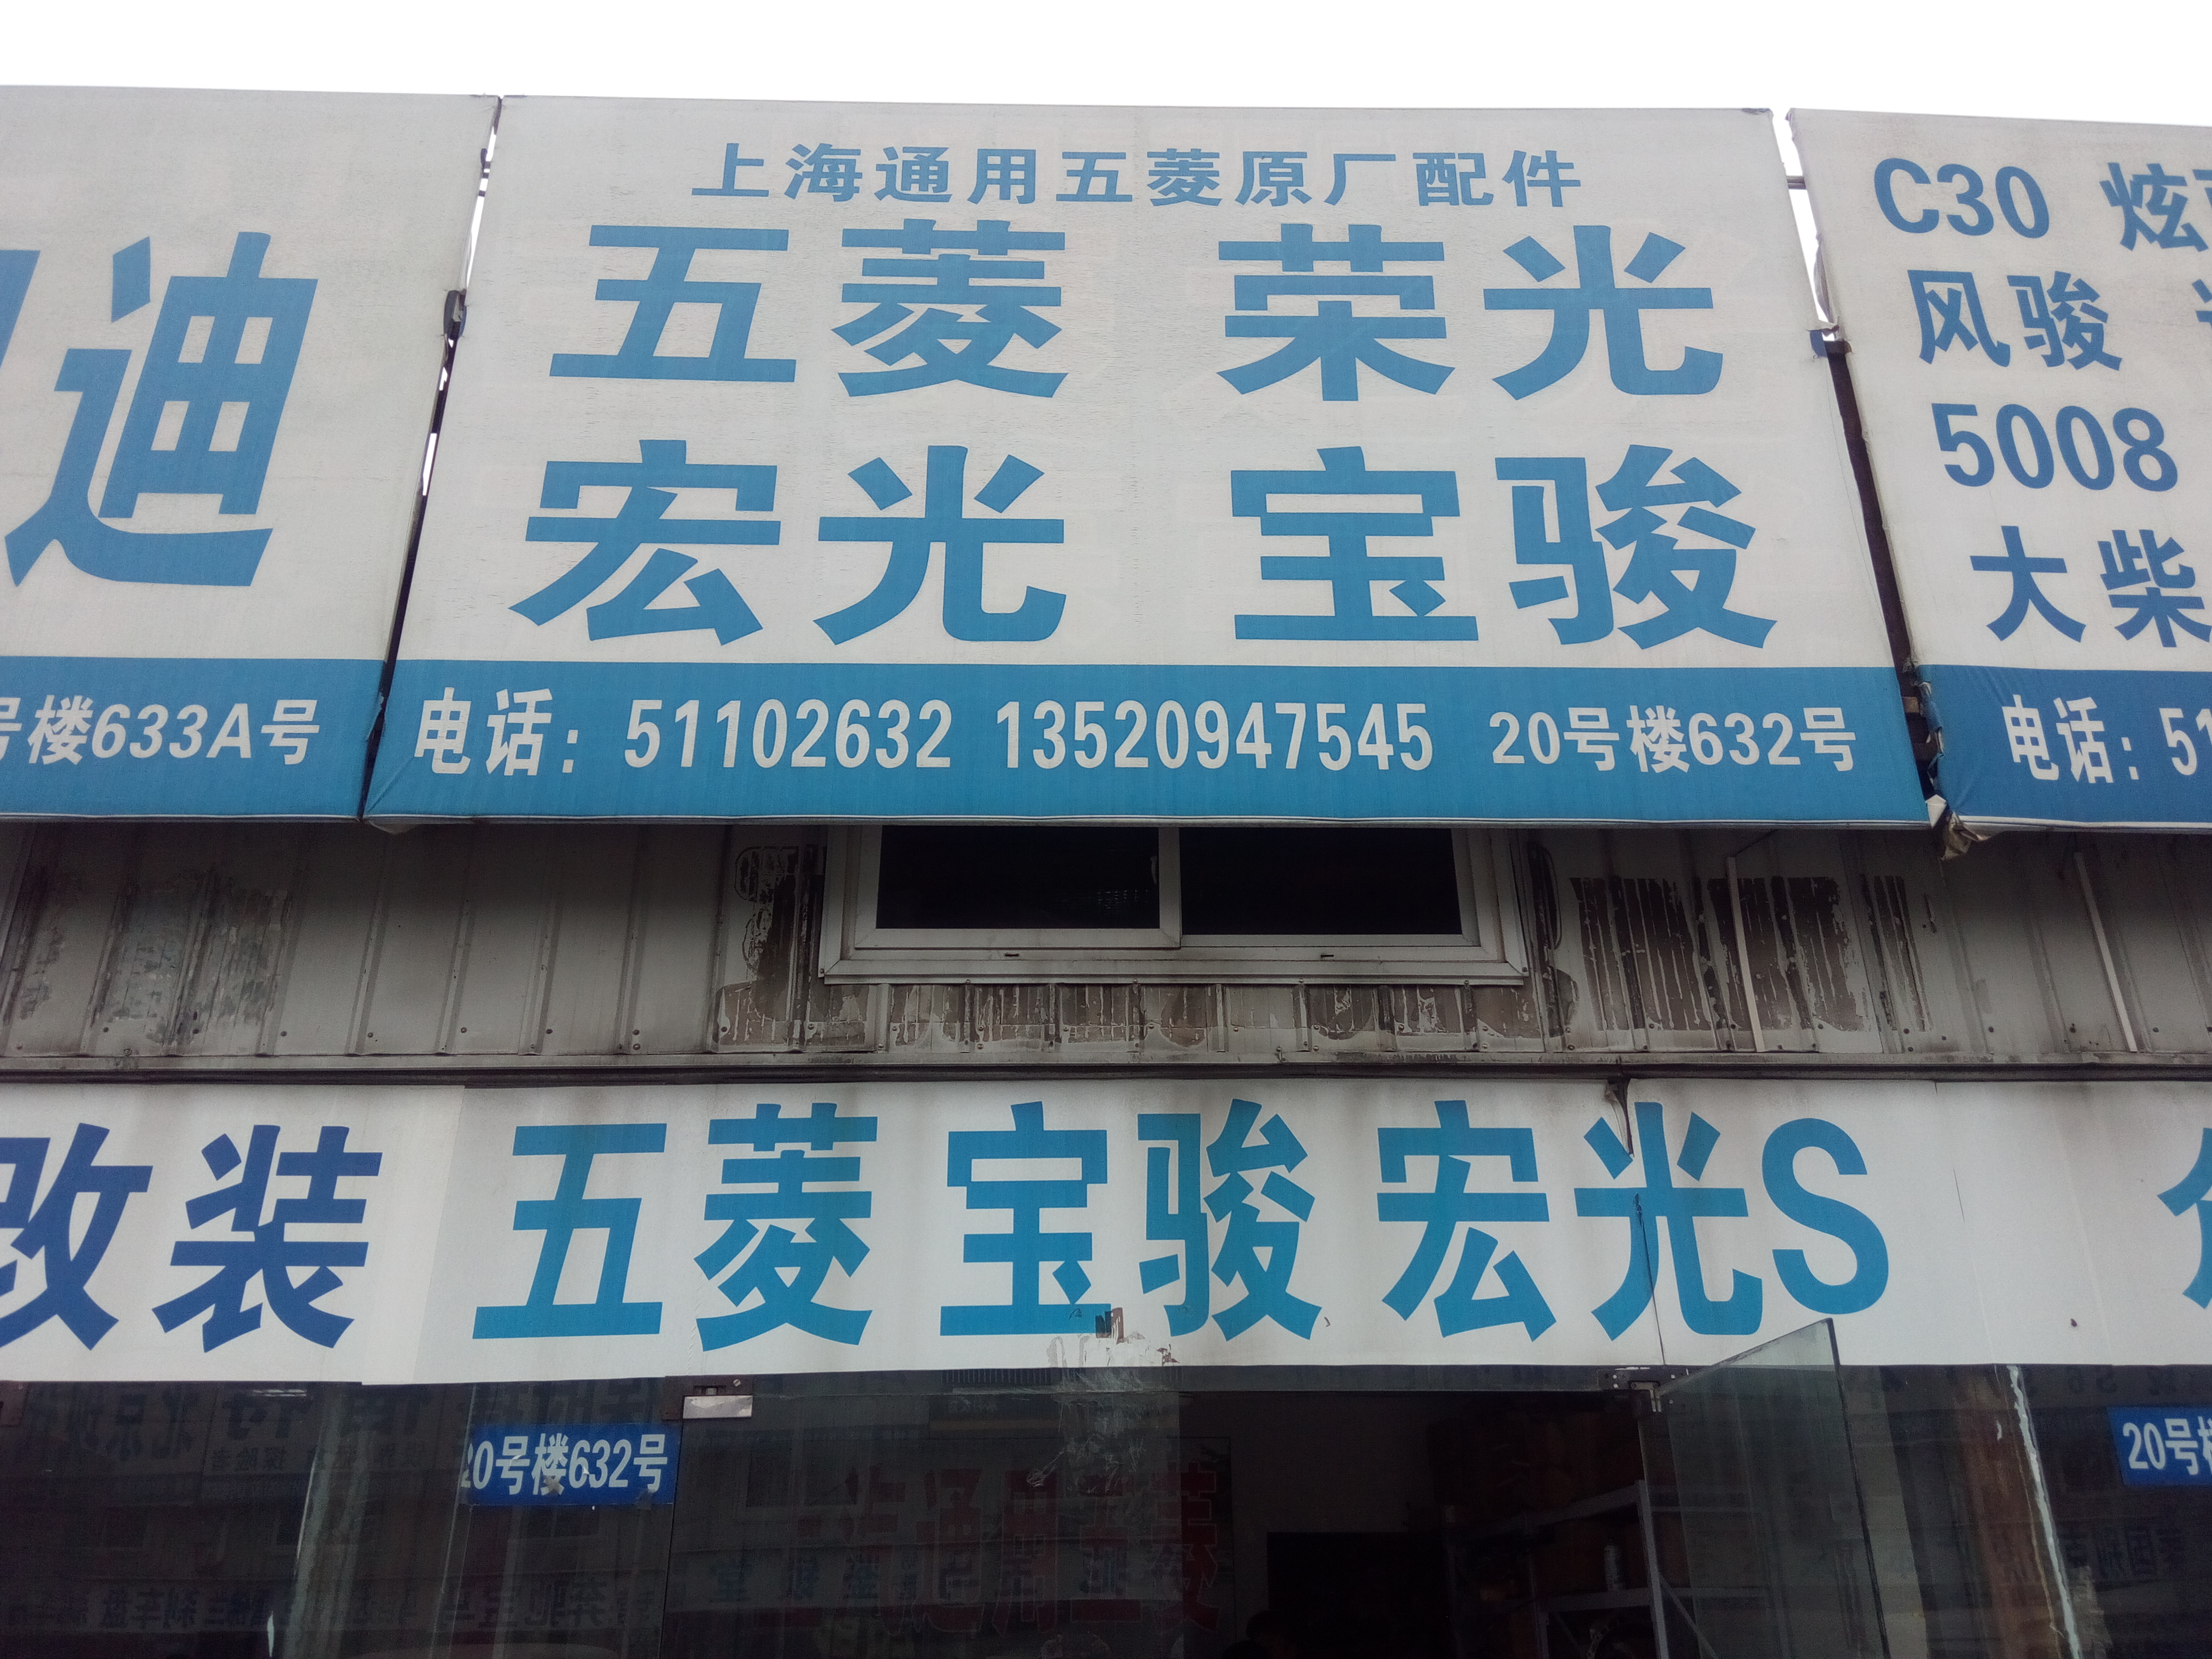 上海通用五菱原厂配件
五菱 荣光
宏光 宝骏
电话：51102632 13520947545 20号楼632号
迪
号楼633A号
C30 炫
风骏
5008
大柴
电话：51
改装
五菱宝骏宏光S
20号楼632号
20号楼